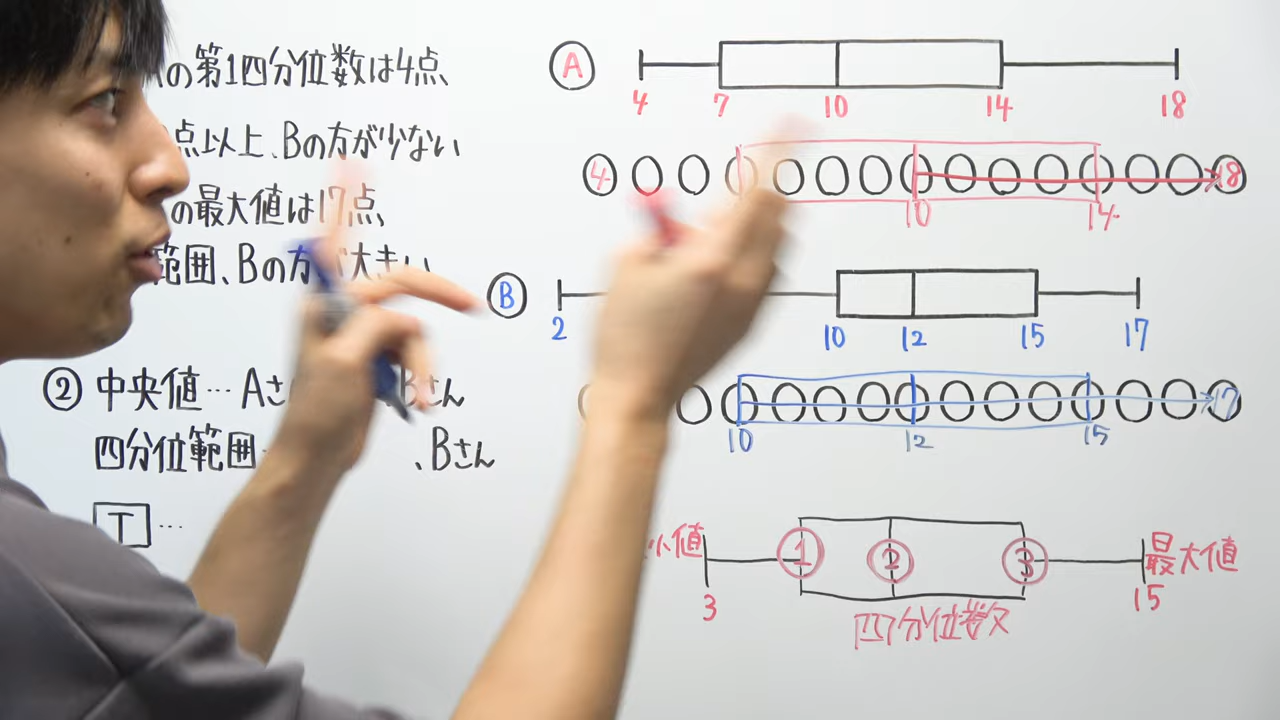 の第1四分位数は4点、
点以上、Bの方が少ない
の最大値は17点、
範囲、Bの方が大きい
② 中央値…Aさ Bさん
四分位範囲 、Bさん
T …
A
4 7 10 14 18
4 18
10 14
B
2 10 12 15 17
17
10 12 15
小値 ① ② ③ 最大値
3 15
四分位数